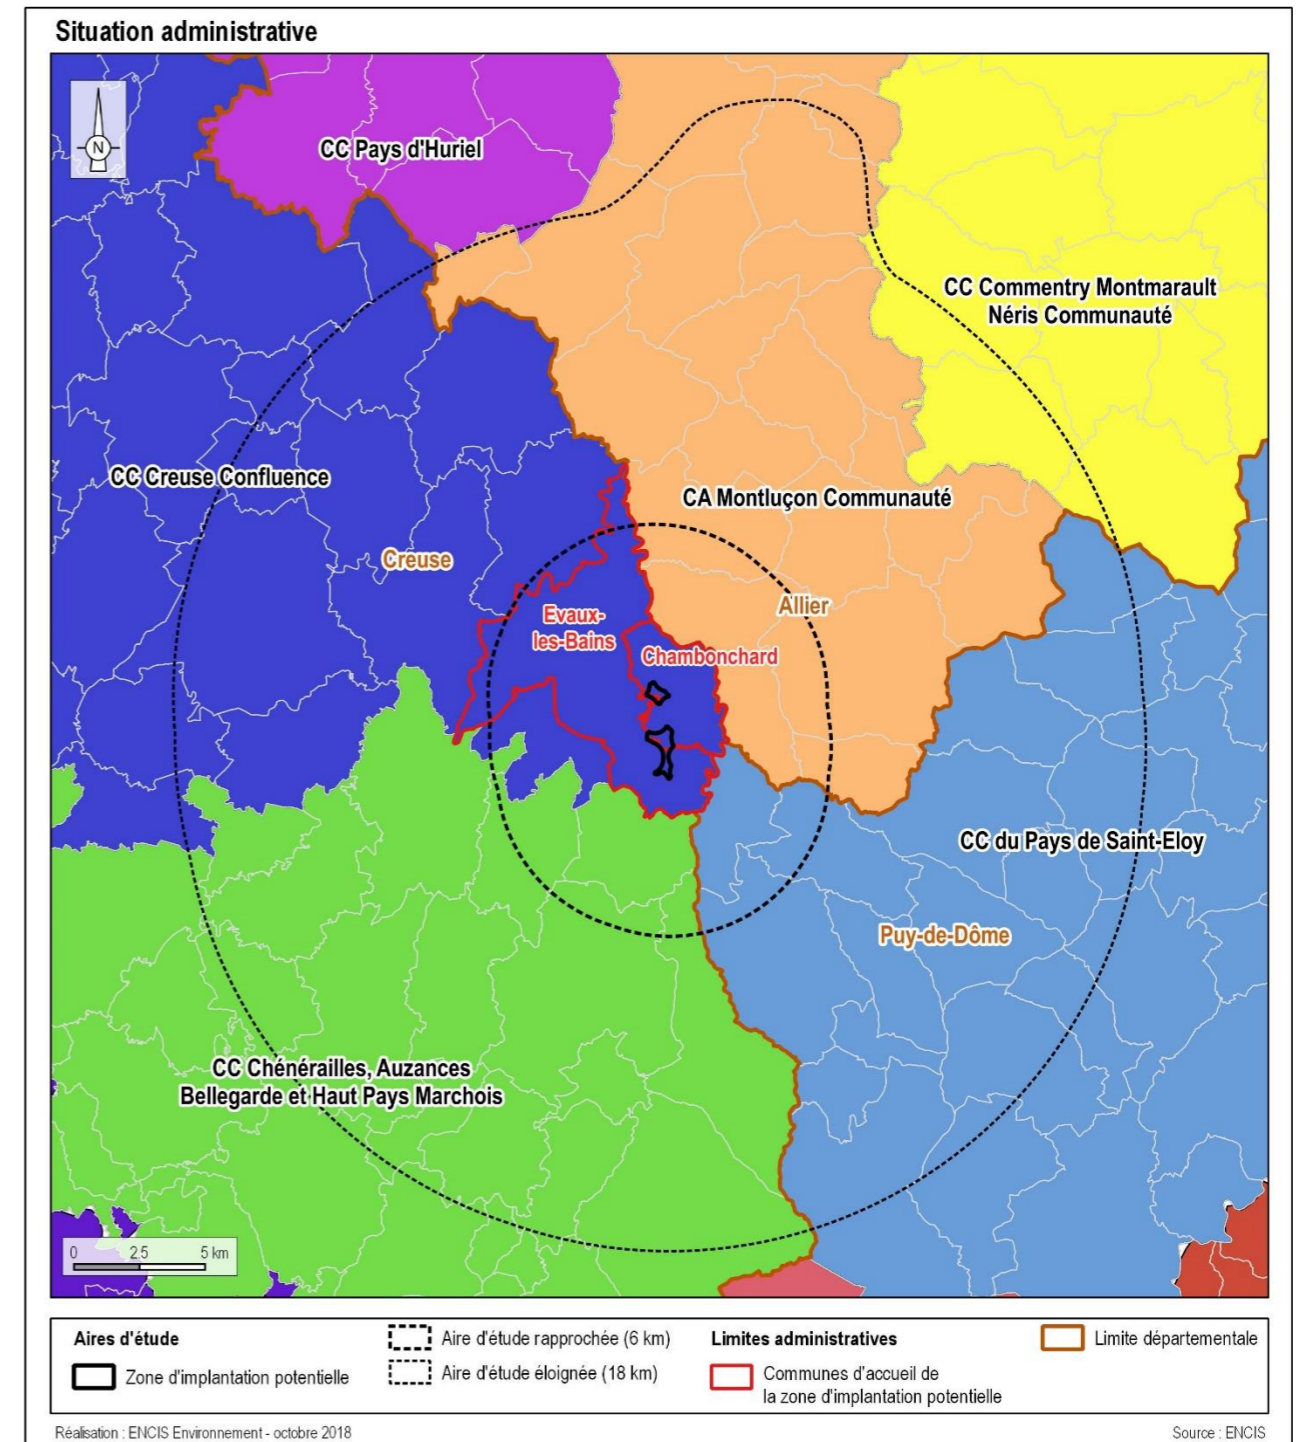 Situation administrative
N
CC Pays d'Huriel
CC Commentry Montmarault
Néris Communauté
CC Creuse Confluence
CA Montluçon Communauté
Creuse
Allier
Evaux-
les-Bains
Chambonchard
CC du Pays de Saint-Eloy
Puy-de-Dôme
CC Chénérailles, Auzances
Bellegarde et Haut Pays Marchois
0 2.5 5 km
Aires d'étude
Zone d'implantation potentielle
Aire d'étude rapprochée (6 km)
Aire d'étude éloignée (18 km)
Limites administratives
Communes d'accueil de
la zone d'implantation potentielle
Limite départementale
Réalisation : ENCIS Environnement - octobre 2018
Source : ENCIS